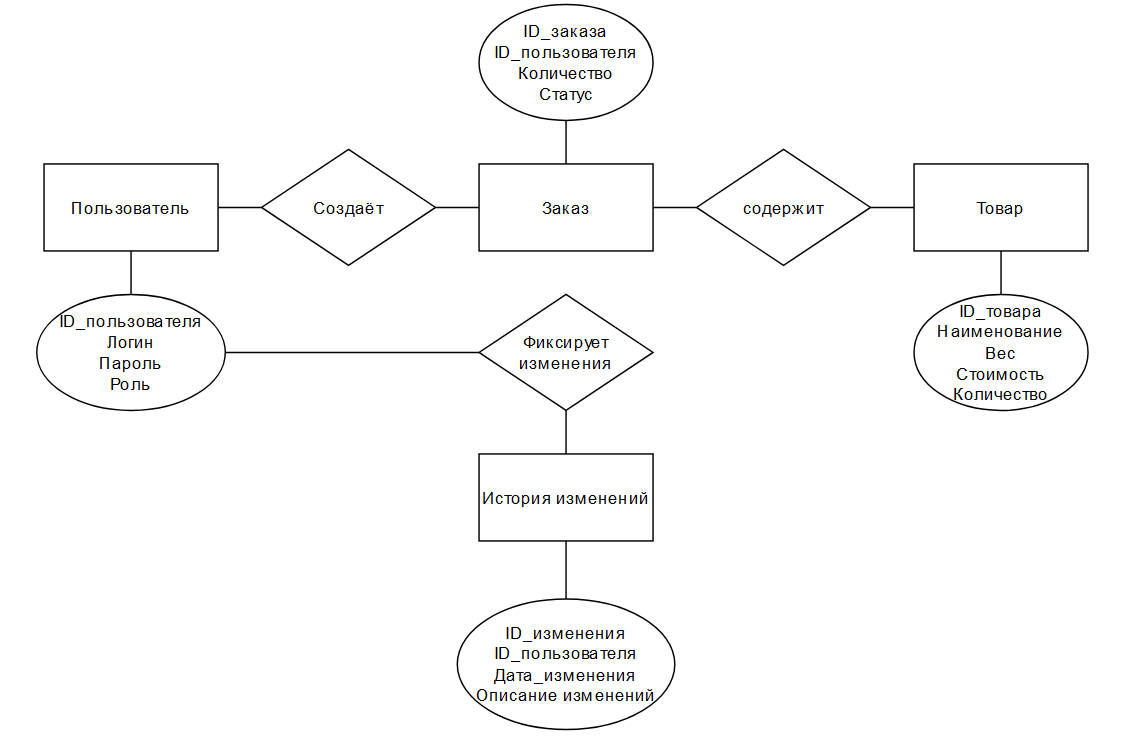 ID_заказа
ID_пользователя
Количество
Статус
Пользователь
Создаёт
Заказ
содержит
Товар
ID_пользователя
Логин
Пароль
Роль
Фиксирует
изменения
ID_товара
Наименование
Вес
Стоимость
Количество
История изменений
ID_изменения
ID_пользователя
Дата_изменения
Описание изменений